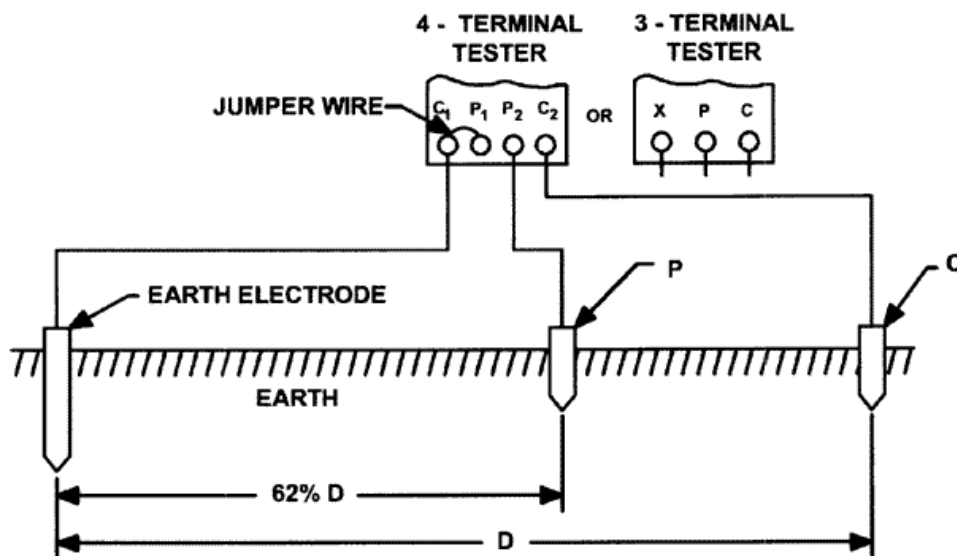 4 - TERMINAL
TESTER
3 - TERMINAL
TESTER
JUMPER WIRE
C1 P1 P2 C2
OR
X P C
P
C
EARTH ELECTRODE
EARTH
62% D
D